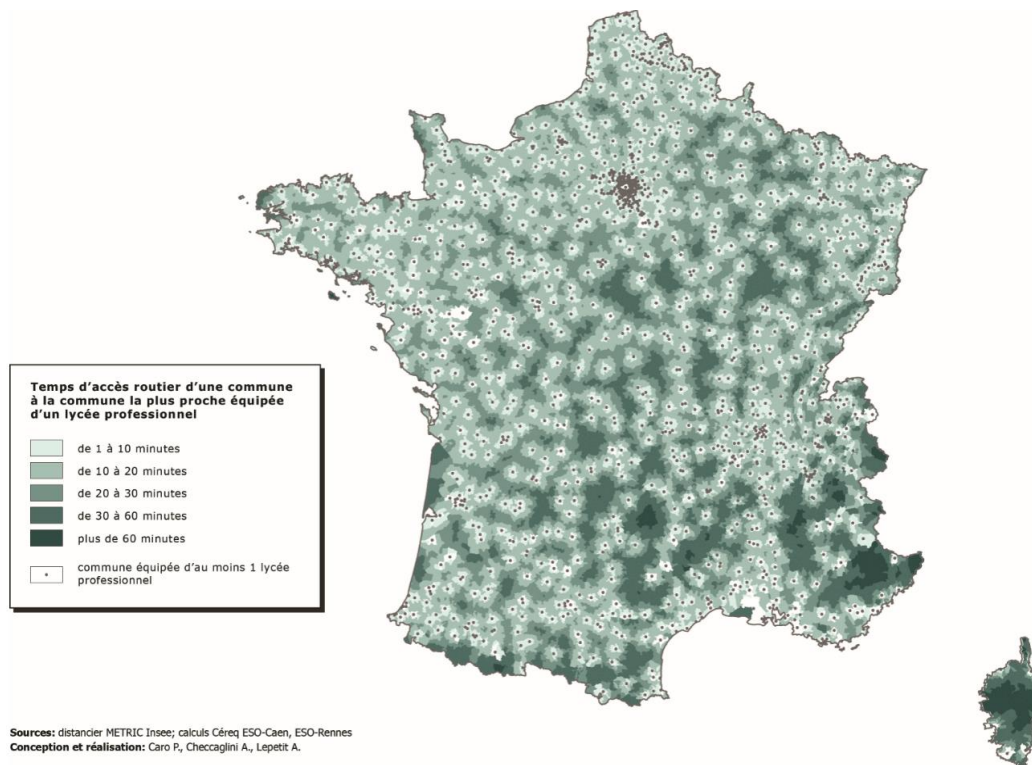 Temps d'accès routier d'une commune
à la commune la plus proche équipée
d'un lycée professionnel
de 1 à 10 minutes
de 10 à 20 minutes
de 20 à 30 minutes
de 30 à 60 minutes
plus de 60 minutes
commune équipée d'au moins 1 lycée
professionnel
Sources: distancier METRIC Insee; calculs Céreq ESO-Caen, ESO-Rennes
Conception et réalisation: Caro P., Checcaglini A., Lepetit A.